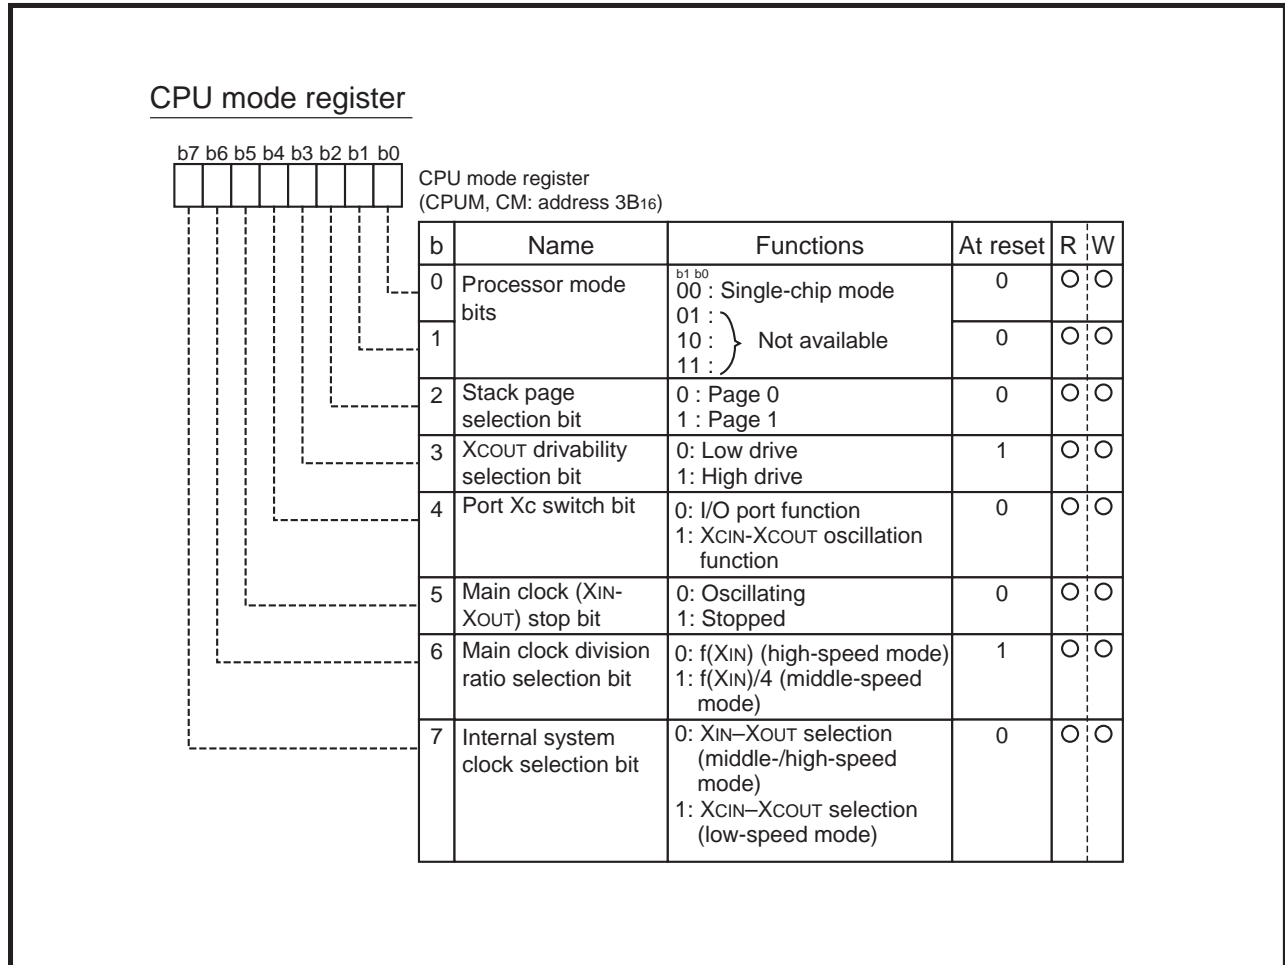 CPU mode register
b7 b6 b5 b4 b3 b2 b1 b0
CPU mode register
(CPUM, CM: address 3B16)
b Name Functions At reset R W
0 Processor mode bits
b1 b0
00 : Single-chip mode
01 :
10 : Not available
11 :
0
1 0
2 Stack page
selection bit
0 : Page 0
1 : Page 1
0
3 XCOUT drivability
selection bit
0: Low drive
1: High drive
1
4 Port Xc switch bit
0: I/O port function
1: XCIN-XCOUT oscillation
function
0
5 Main clock (XIN-
XOUT) stop bit
0: Oscillating
1: Stopped
0
6 Main clock division
ratio selection bit
0: f(XIN) (high-speed mode)
1: f(XIN)/4 (middle-speed
mode)
1
7 Internal system
clock selection bit
0: XIN–XOUT selection
(middle-/high-speed
mode)
1: XCIN–XCOUT selection
(low-speed mode)
0